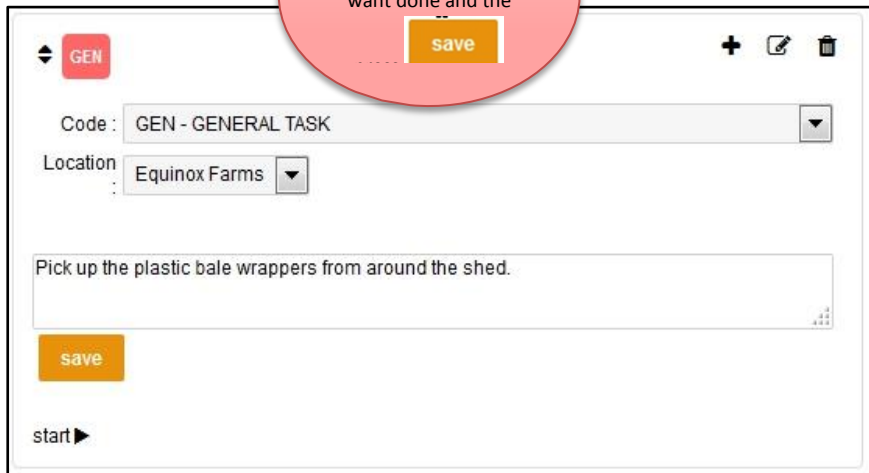 want done and the
save
GEN
Code : GEN - GENERAL TASK
Location : Equinox Farms
Pick up the plastic bale wrappers from around the shed.
save
start